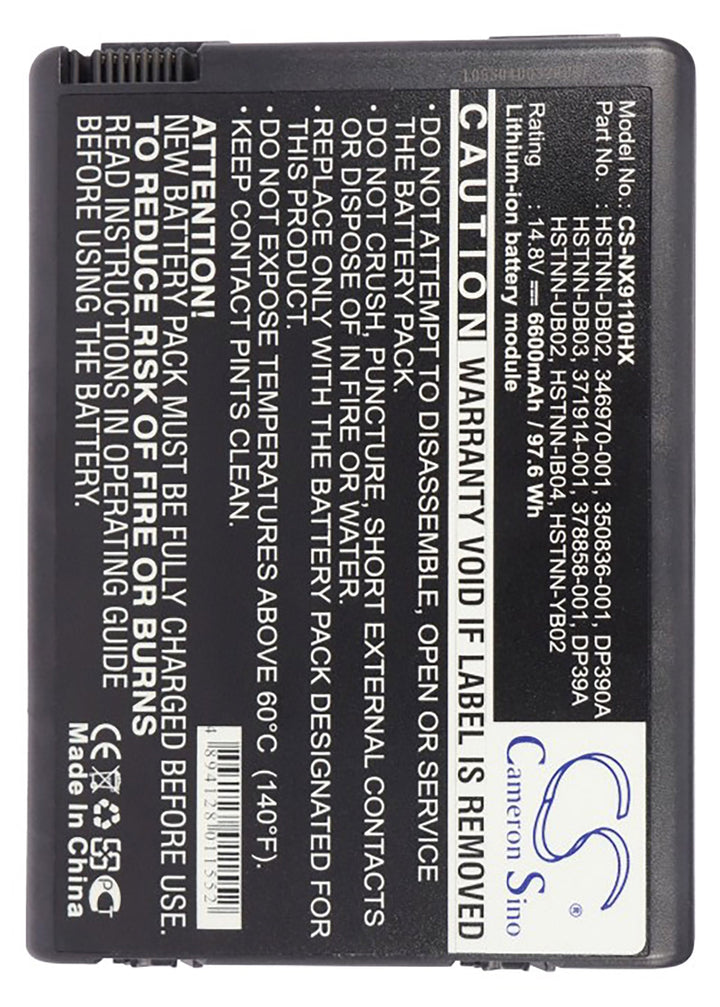 Model No.: CS-NX9110HX
Part No. : HSTNN-DB02, 346970-001, 350836-001, DP390A
HSTNN-DB03, 371914-001, 378858-001, DP39A
HSTNN-UB02, HSTNN-IB04, HSTNN-YB02
Rating : 14.8V 6600mAh / 97.6 Wh
Lithium-ion battery module
CS
Cameron Sino ®
CAUTION WARRANTY VOID IF LABEL REMOVED
•DO NOT ATTEMPT TO DISASSEMBLE, OPEN OR SERVICE
THE BATTERY PACK.
•DO NOT CRUSH, PUNCTURE, SHORT EXTERNAL CONTACTS
OR DISPOSE OF IN FIRE OR WATER.
•REPLACE ONLY WITH THE BATTERY PACK DESIGNATED FOR
THIS PRODUCT.
•DO NOT EXPOSE TEMPERATURES ABOVE 60°C (140°F).
•KEEP CONTACT PINTS CLEAN.
ATTENTION!
NEW BATTERY PACK MUST BE FULLY CHARGED BEFORE USE
TO REDUCE RISK OF FIRE OR BURNS
READ INSTRUCTIONS IN OPERATING GUIDE
BEFORE USING THE BATTERY.
4 894128 011552
CE PCT
Made In China